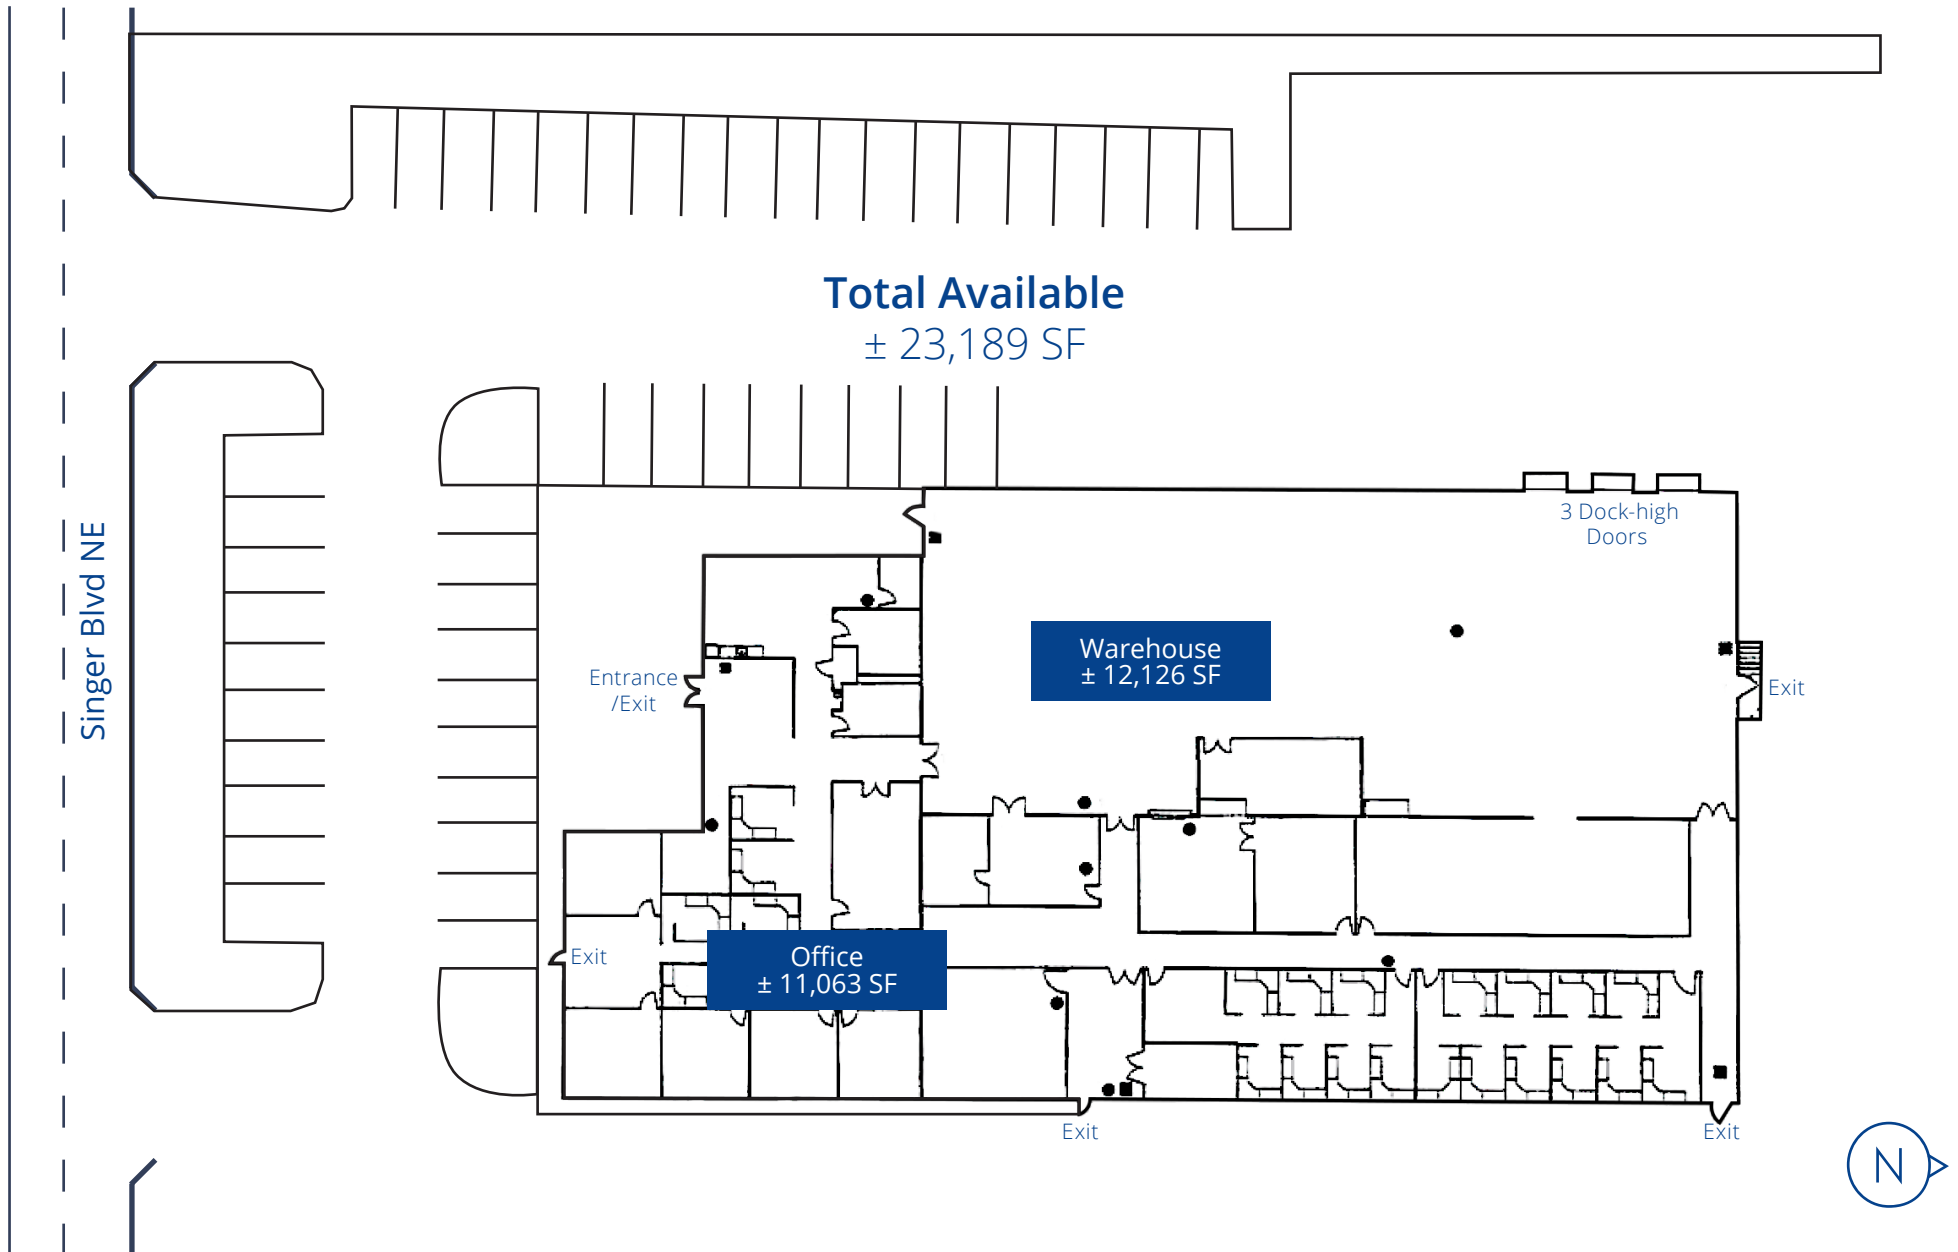 Total Available
± 23,189 SF
3 Dock-high
Doors
Singer Blvd NE
Warehouse
± 12,126 SF
Entrance
/Exit
Exit
Exit
Office
± 11,063 SF
Exit
Exit
N